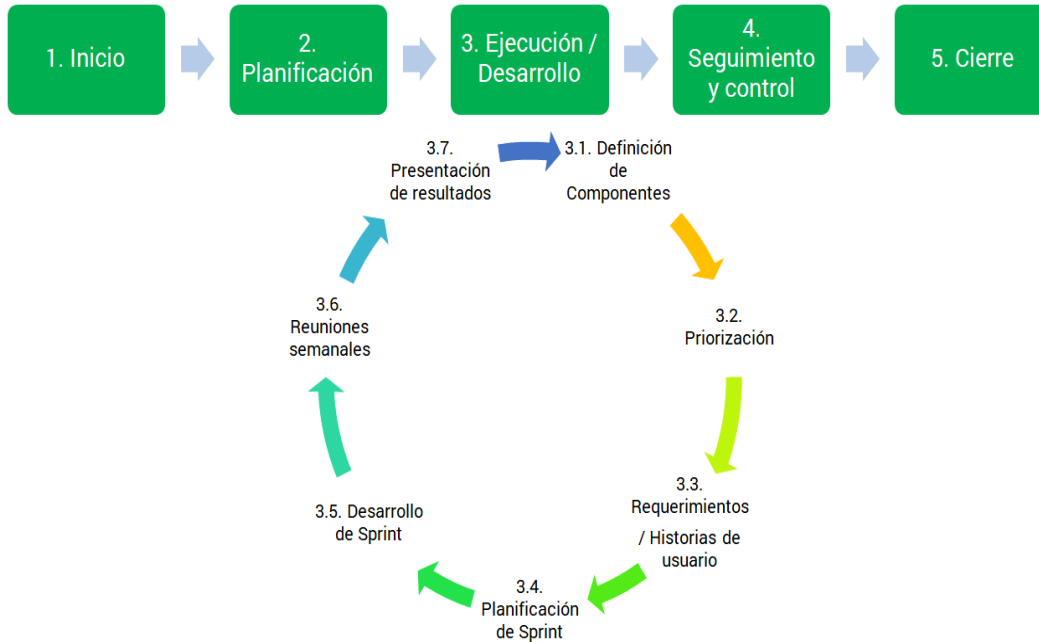 1. Inicio
2.
Planificación
3. Ejecución /
Desarrollo
4.
Seguimiento
y control
5. Cierre
3.1. Definición
de
Componentes
3.2.
Priorización
3.3.
Requerimientos
/ Historias de
usuario
3.4.
Planificación
de Sprint
3.5. Desarrollo
de Sprint
3.6.
Reuniones
semanales
3.7.
Presentación
de resultados